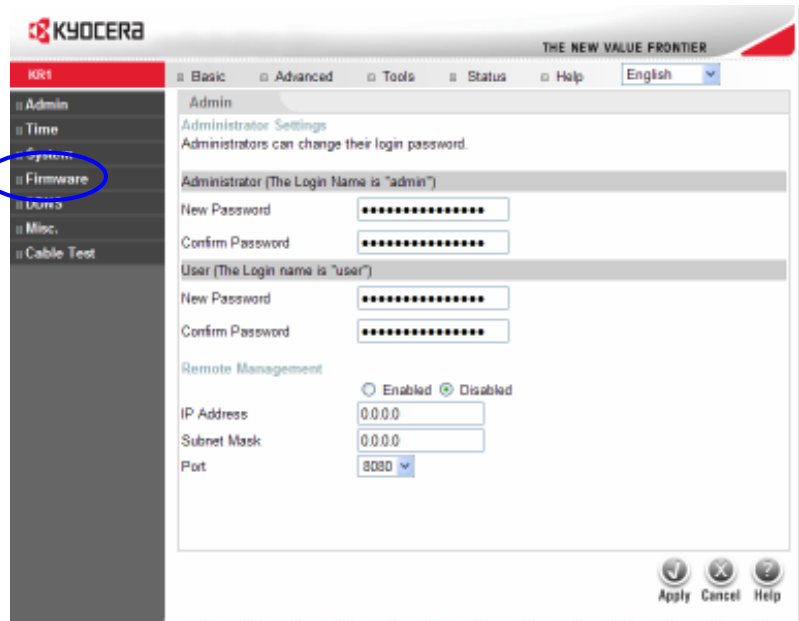 KYOCERA
THE NEW VALUE FRONTIER
KR1
Basic Advanced Tools Status Help English
Admin
Time
System
Firmware
DDNS
Misc.
Cable Test
Admin
Administrator Settings
Administrators can change their login password.
Administrator (The Login Name is "admin")
New Password ●●●●●●●●●●●●●●●
Confirm Password ●●●●●●●●●●●●●●●
User (The Login name is "user")
New Password ●●●●●●●●●●●●●●●
Confirm Password ●●●●●●●●●●●●●●●
Remote Management
Enabled Disabled
IP Address 0.0.0.0
Subnet Mask 0.0.0.0
Port 8080
Apply Cancel Help